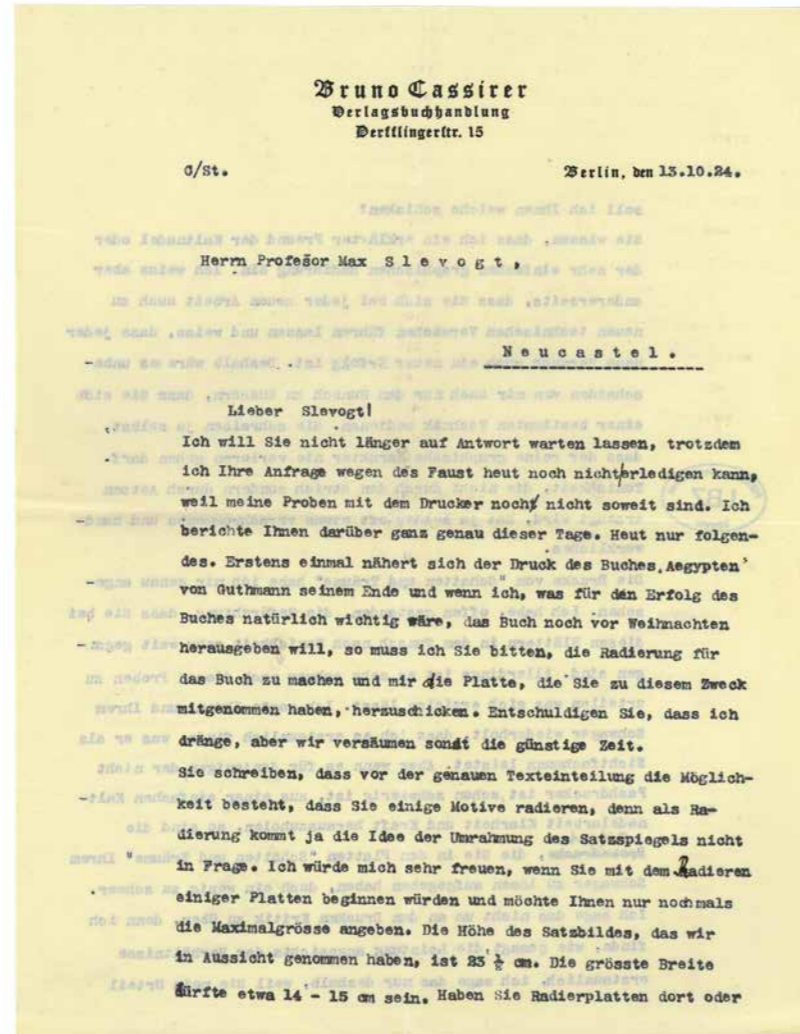 Bruno Cassirer
Verlagsbuchhandlung
Derfflingerstr. 15
C/St.
Berlin, den 13.10.24.
Herrn Profeßor Max Slevogt,
Neucastel.
Lieber Slevogt!
Ich will Sie nicht länger auf Antwort warten lassen, trotzdem
ich Ihre Anfrage wegen des Faust heut noch nicht erledigen kann,
weil meine Proben mit dem Drucker noch nicht soweit sind. Ich
berichte Ihnen darüber ganz genau dieser Tage. Heut nur folgen-
des. Erstens einmal nähert sich der Druck des Buches "Aegypten"
von Guthmann seinem Ende und wenn ich, was für den Erfolg des
Buches natürlich wichtig wäre, das Buch noch vor Weihnachten
herausgeben will, so muss ich Sie bitten, die Radierung für
das Buch zu machen und mir die Platte, die Sie zu diesem Zweck
mitgenommen haben, herzuschicken. Entschuldigen Sie, dass ich
dränge, aber wir versäumen sonst die günstige Zeit.
Sie schreiben, dass vor der genauen Texteinteilung die Möglich-
keit besteht, dass Sie einige Motive radieren, denn als Ra-
dierung kommt ja die Idee der Umrahmung des Satzspiegels nicht
in Frage. Ich würde mich sehr freuen, wenn Sie mit dem Radieren
einiger Platten beginnen würden und möchte Ihnen nur nochmals
die Maximalgrösse angeben. Die Höhe des Satzbildes, das wir
in Aussicht genommen haben, ist 23 ½ cm. Die grösste Breite
dürfte etwa 14 - 15 cm sein. Haben Sie Radierplatten dort oder